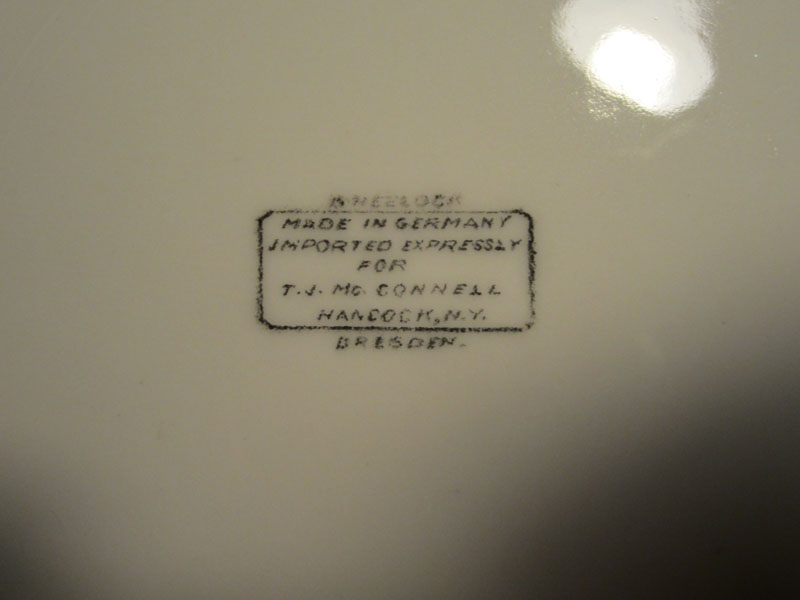 WHEELOCK
MADE IN GERMANY
IMPORTED EXPRESSLY
FOR
T.J. Mc CONNELL
HANCOCK, N.Y.
DRESDEN.